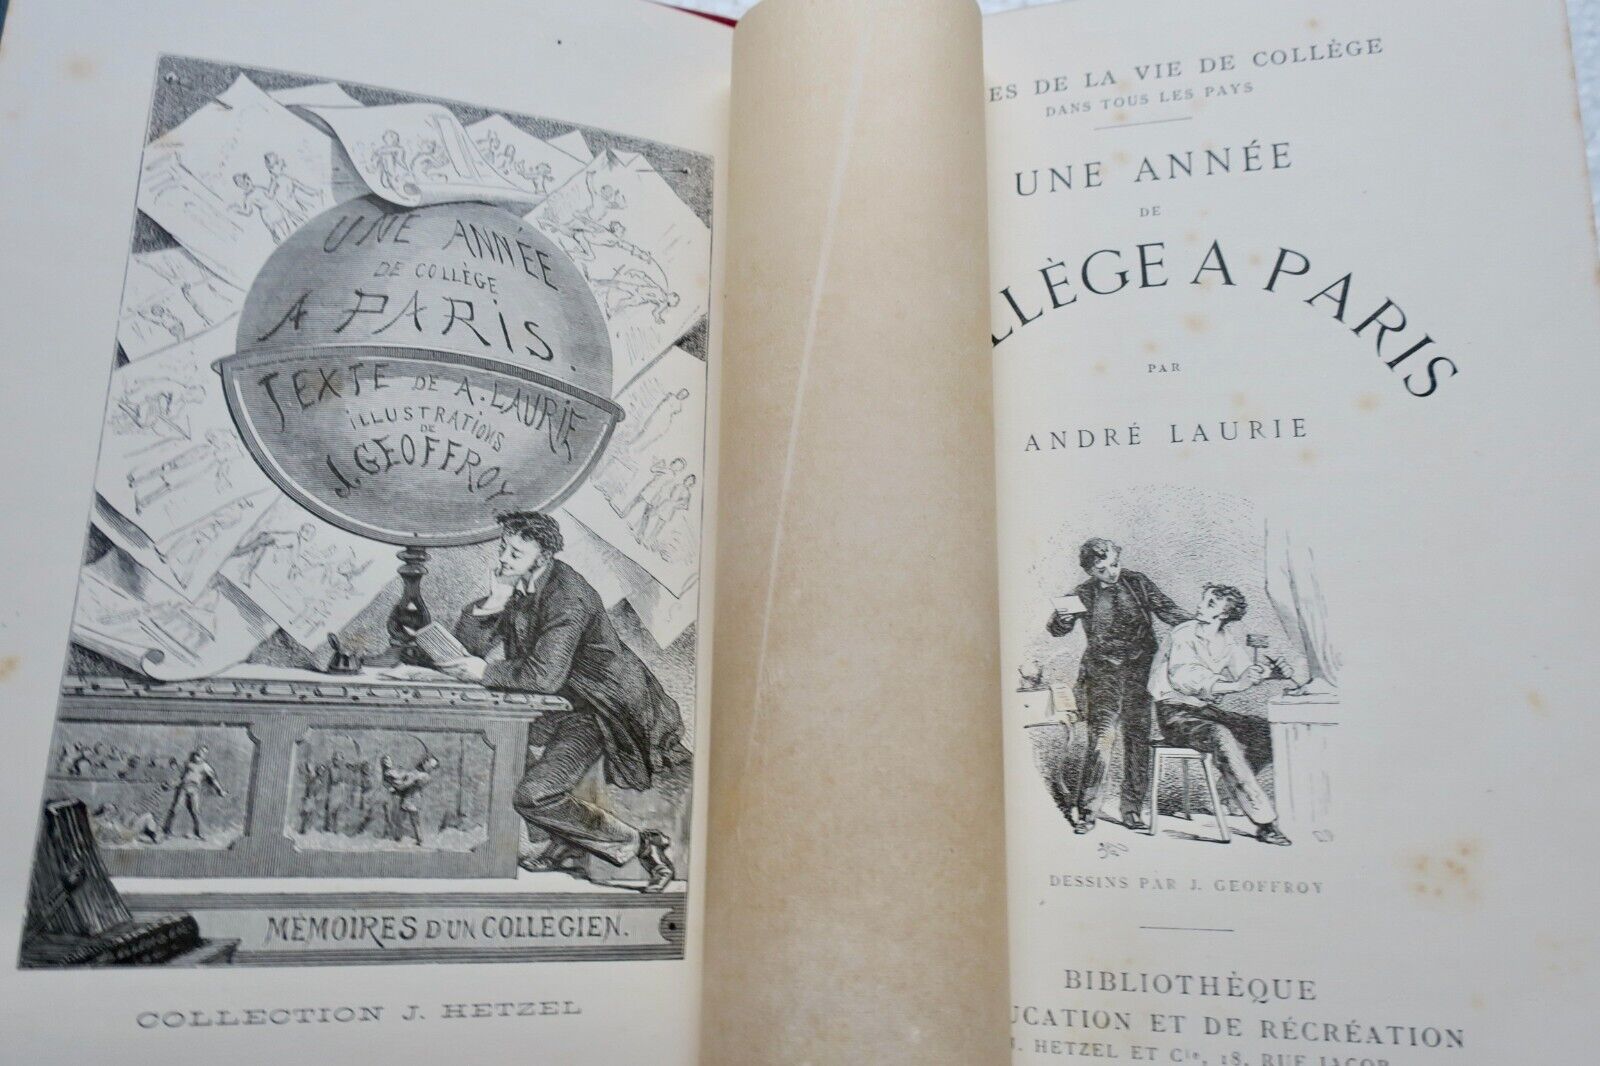 UNE ANNÉE
DE COLLÈGE
A PARIS.
TEXTE DE A. LAURIE
ILLUSTRATIONS
DE
J. GEOFFROY
MÉMOIRES D'UN COLLÉGIEN.
COLLECTION J. HETZEL
ES DE LA VIE DE COLLÈGE
DANS TOUS LES PAYS
UNE ANNÉE
DE
LLÈGE A PARIS
PAR
ANDRÉ LAURIE
DESSINS PAR J. GEOFFROY
BIBLIOTHÈQUE
UCATION ET DE RÉCRÉATION
J. HETZEL ET Cie, 18, RUE JACOB